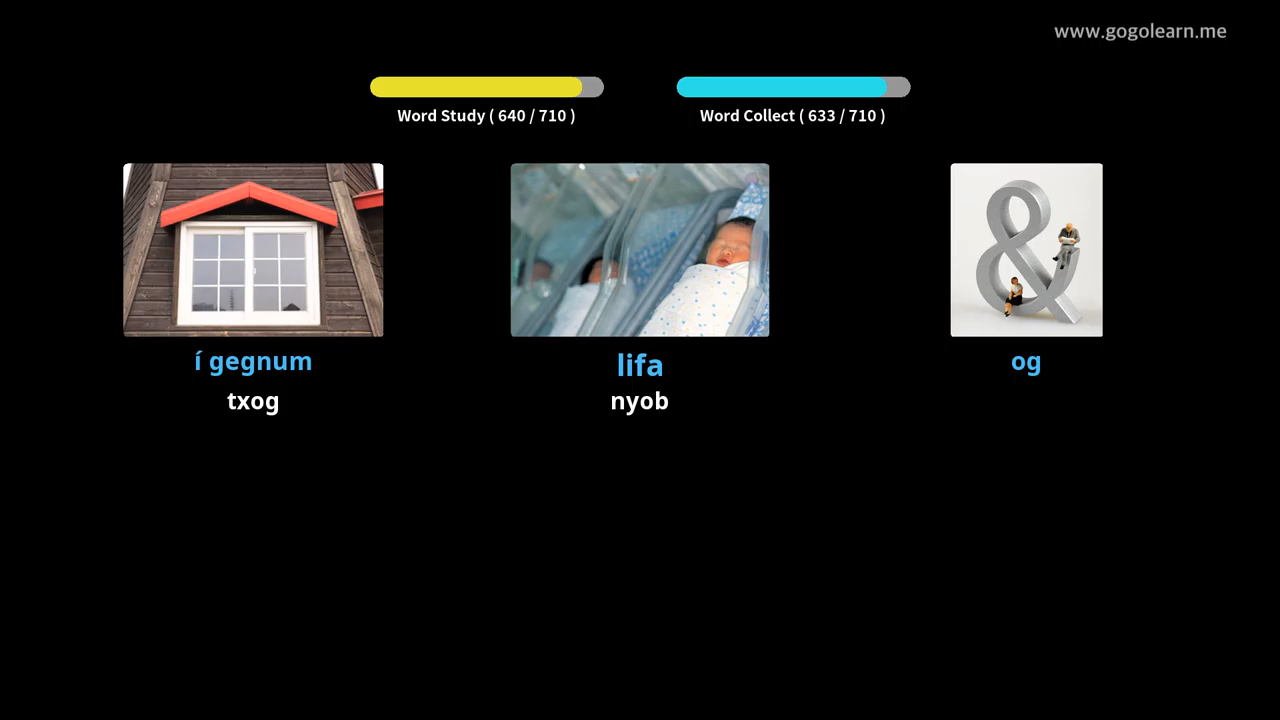 www.gogolearn.me
Word Study ( 640 / 710 )
Word Collect ( 633 / 710 )
í gegnum
lifa
og
txog
nyob